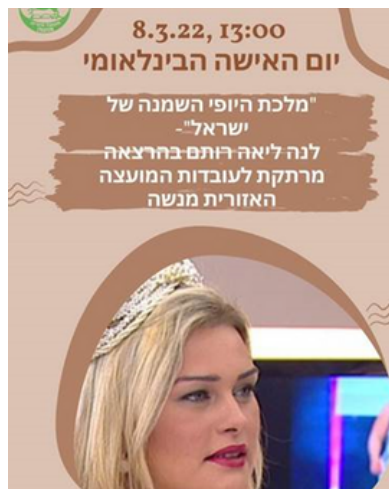 8.3.22, 13:00
יום האישה הבינלאומי
"מלכת היופי השמנה של
ישראל"-
לנה ליאה רותם בהרצאה
מרתקת לעובדות המועצה
האזורית מנשה